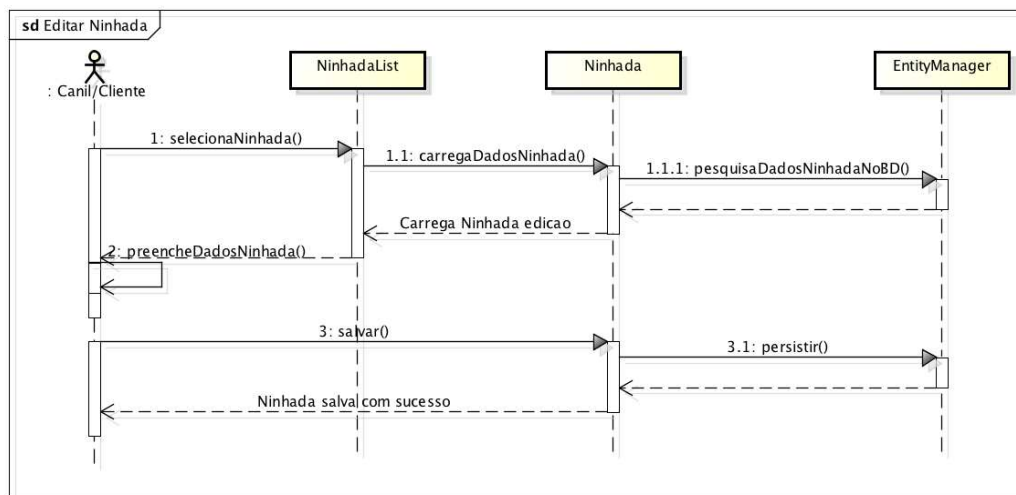 sd Editar Ninhada
: Canil/Cliente
NinhadaList
Ninhada
EntityManager
1: selecionaNinhada()
1.1: carregaDadosNinhada()
1.1.1: pesquisaDadosNinhadaNoBD()
Carrega Ninhada edicao
2: preencheDadosNinhada()
3: salvar()
3.1: persistir()
Ninhada salva com sucesso